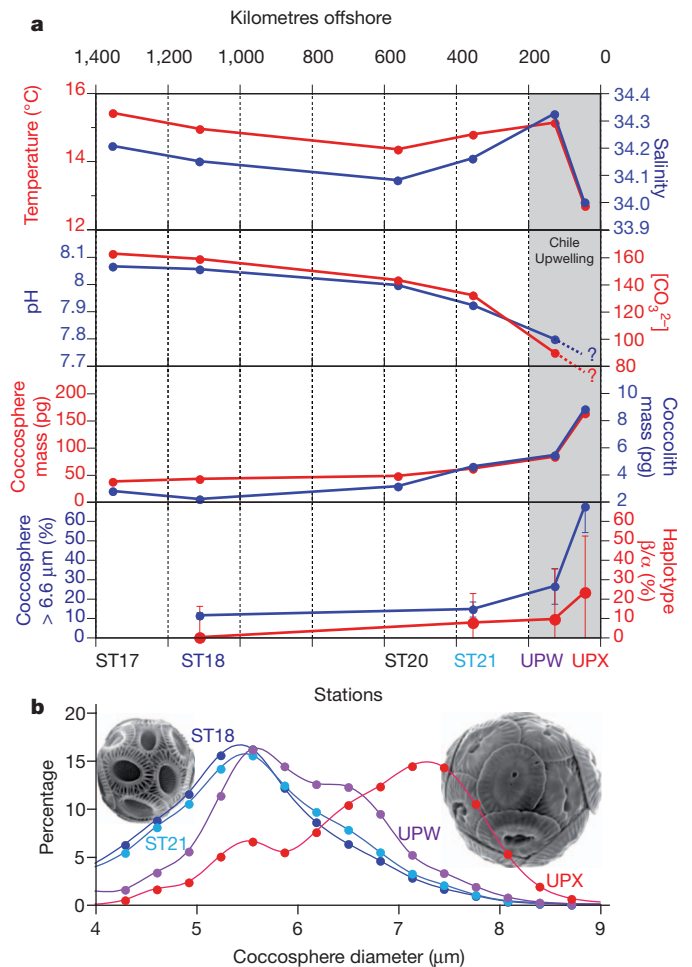 a
Kilometres offshore
1,400 1,200 1,000 800 600 400 200 0
Temperature (°C)
16
14
12
34.4
34.3
34.2
34.1
34.0
33.9
Salinity
pH
8.1
8
7.9
7.8
7.7
Chile
Upwelling
160
140
120
100
80
[CO₃²⁻]
?
?
Coccosphere
mass (pg)
200
150
100
50
0
10
8
6
4
2
Coccolith
mass (pg)
Coccosphere
> 6.6 μm (%)
60
50
40
30
20
10
0
60
50
40
30
20
10
0
Haplotype
β/α (%)
ST17 ST18 ST20 ST21 UPW UPX
Stations
b
Percentage
20
15
10
5
0
ST18
ST21
UPW
UPX
4 5 6 7 8 9
Coccosphere diameter (μm)